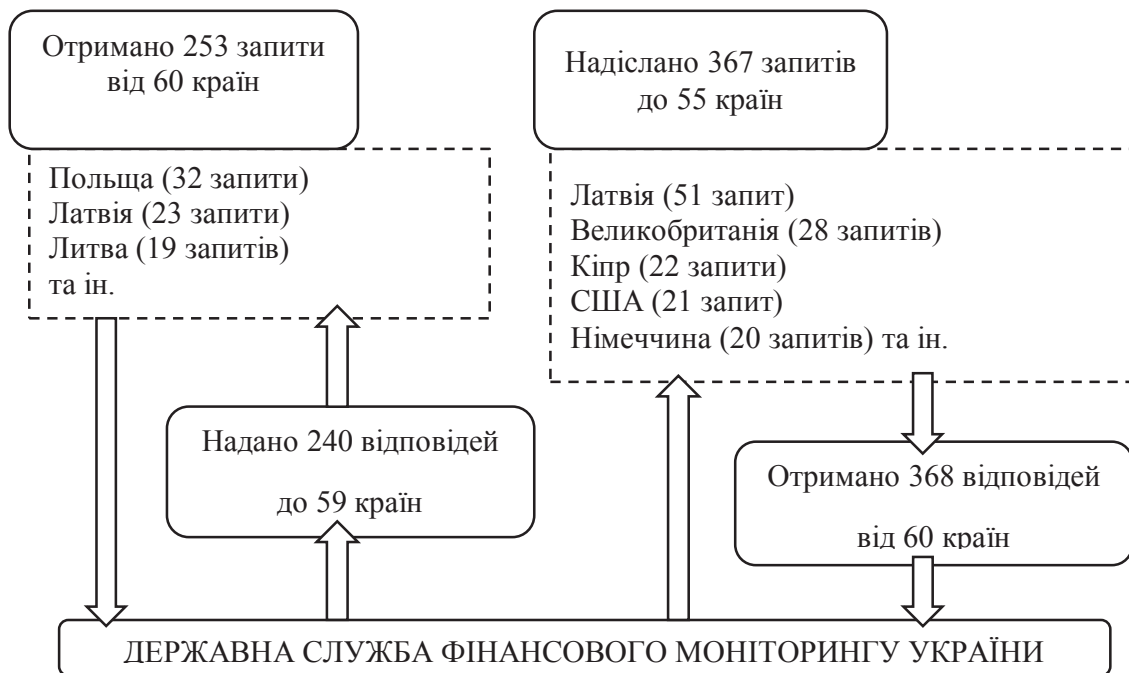 Отримано 253 запити
від 60 країн
Надіслано 367 запитів
до 55 країн
Польща (32 запити)
Латвія (23 запити)
Литва (19 запитів)
та ін.
Латвія (51 запит)
Великобританія (28 запитів)
Кіпр (22 запити)
США (21 запит)
Німеччина (20 запитів) та ін.
Надано 240 відповідей
до 59 країн
Отримано 368 відповідей
від 60 країн
ДЕРЖАВНА СЛУЖБА ФІНАНСОВОГО МОНІТОРИНГУ УКРАЇНИ